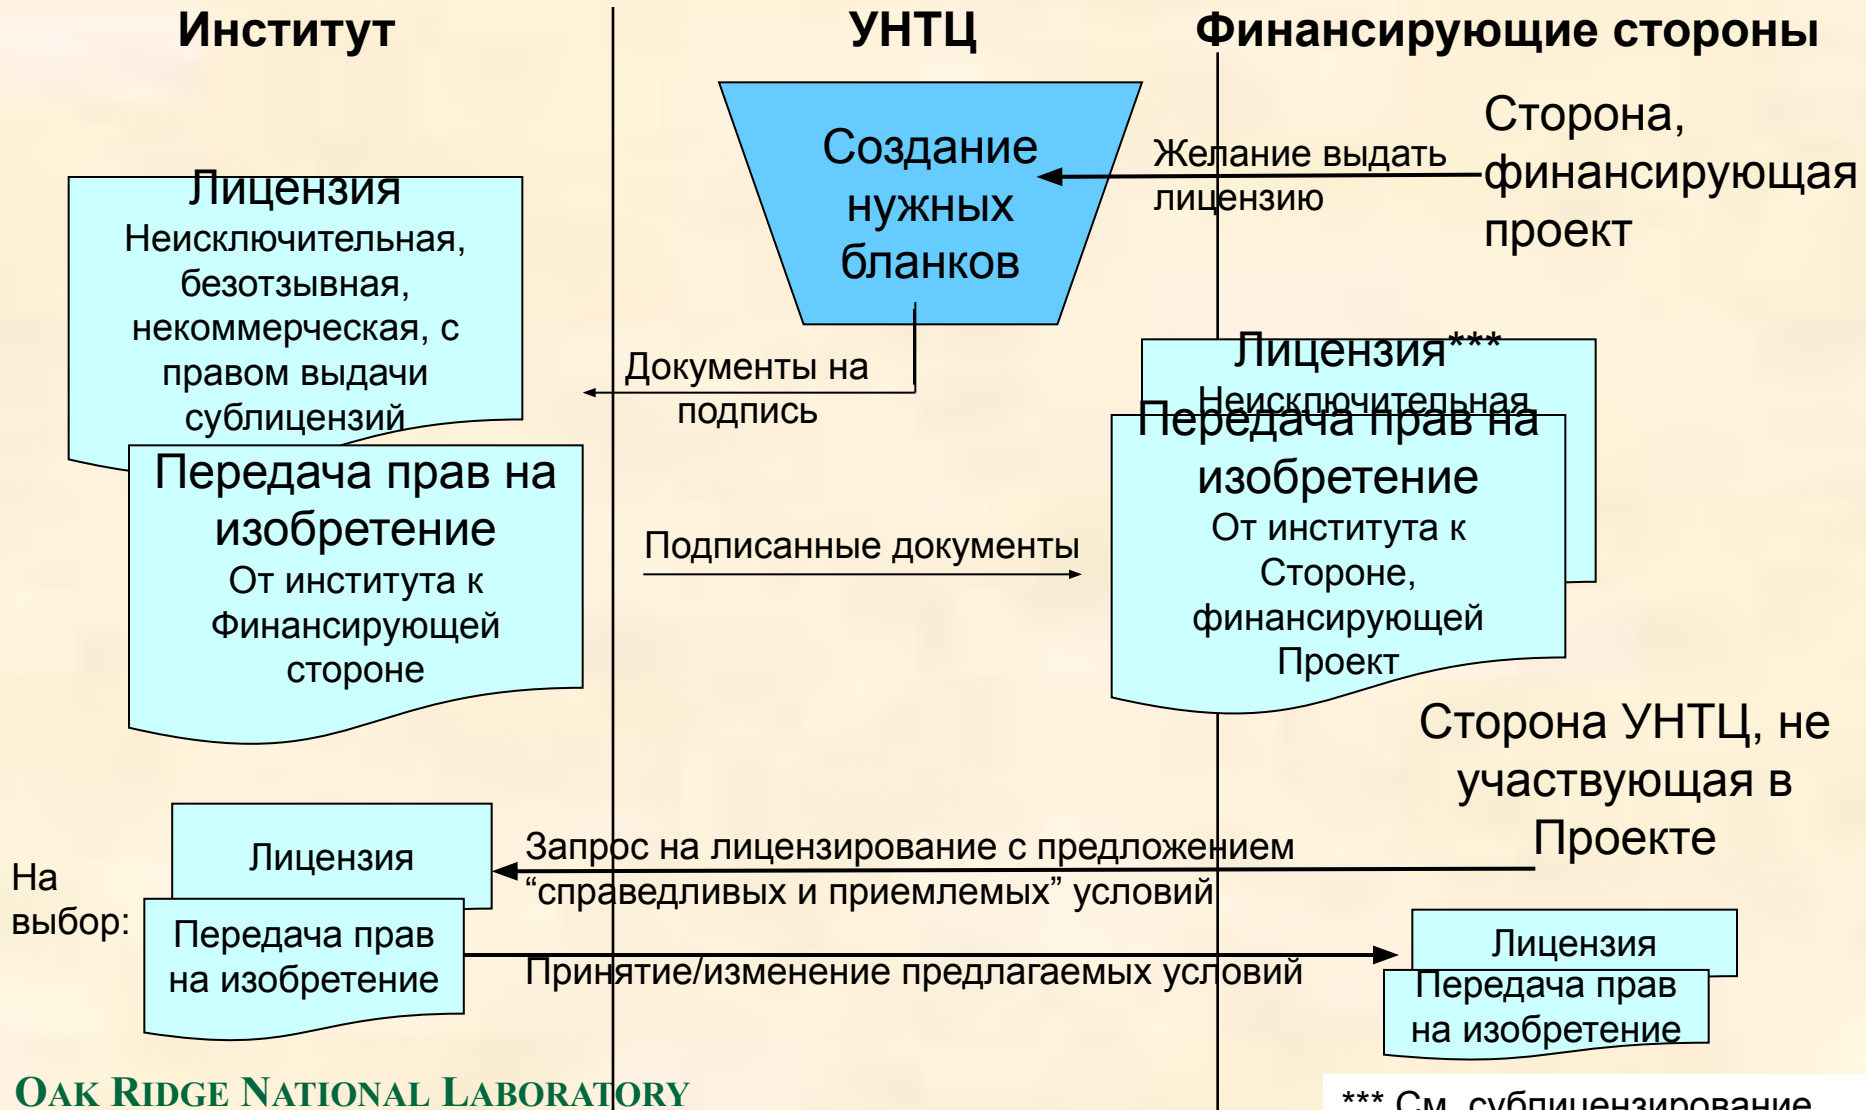 Институт
УНТЦ
Финансирующие стороны
Создание
нужных
бланков
Желание выдать
лицензию
Сторона,
финансирующая
проект
Лицензия
Неисключительная,
безотзывная,
некоммерческая, с
правом выдачи
сублицензий
Документы на
подпись
Лицензия***
Неисключительная
Передача прав на
изобретение
От института к
Финансирующей
стороне
Подписанные документы
Передача прав на
изобретение
От института к
Стороне,
финансирующей
Проект
Сторона УНТЦ, не
участвующая в
Проекте
На
выбор:
Лицензия
Передача прав
на изобретение
Запрос на лицензирование с предложением
“справедливых и приемлемых” условий
Принятие/изменение предлагаемых условий
Лицензия
Передача прав
на изобретение
OAK RIDGE NATIONAL LABORATORY
*** См. сублицензирование